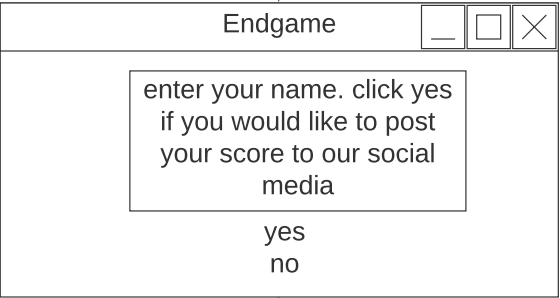 Endgame
enter your name. click yes
if you would like to post
your score to our social
media
yes
no